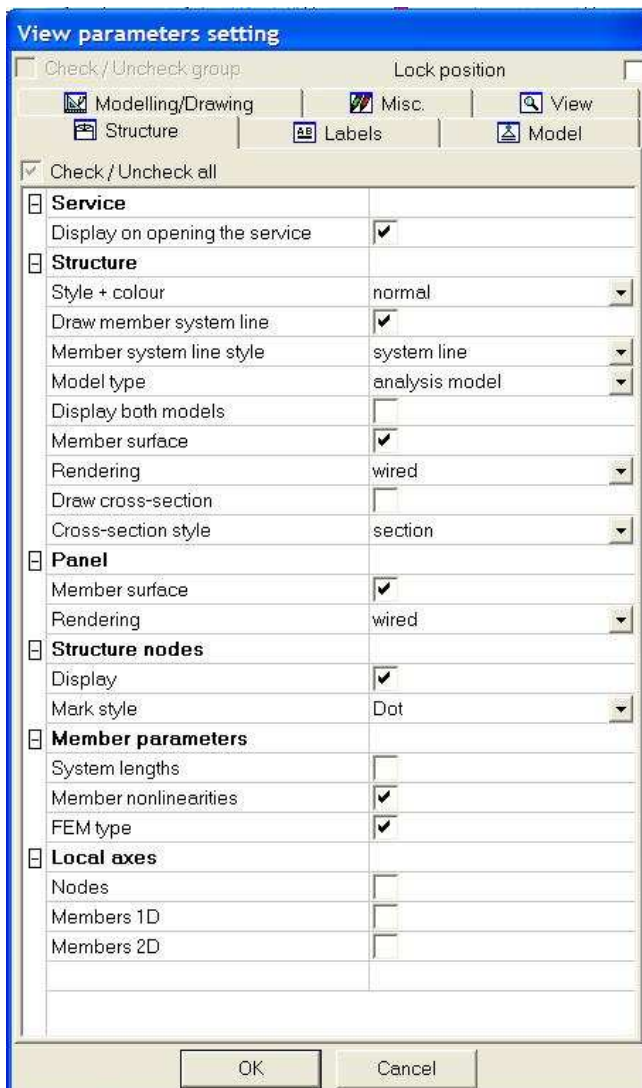 View parameters setting
Check / Uncheck group Lock position
Modelling/Drawing Misc. View
Structure Labels Model
Check / Uncheck all
Service
Display on opening the service
Structure
Style + colour normal
Draw member system line
Member system line style system line
Model type analysis model
Display both models
Member surface
Rendering wired
Draw cross-section
Cross-section style section
Panel
Member surface
Rendering wired
Structure nodes
Display
Mark style Dot
Member parameters
System lengths
Member nonlinearities
FEM type
Local axes
Nodes
Members 1D
Members 2D
OK Cancel